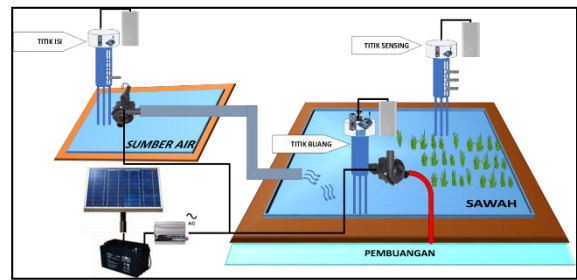 TITIK ISI
TITIK SENSING
SUMBER AIR
TITIK BUANG
SAWAH
PEMBUANGAN